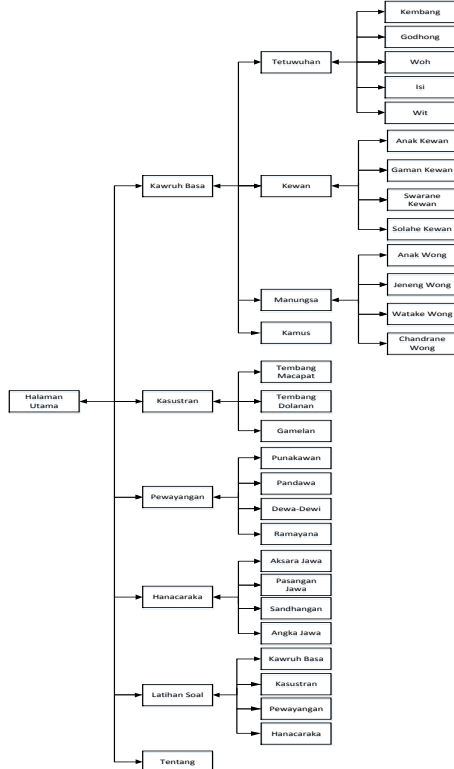 Halaman
Utama
Kawruh Basa
Tetuwuhan
Kembang
Godhong
Woh
Isi
Wit
Kewan
Anak Kewan
Gaman Kewan
Swarane
Kewan
Solahe Kewan
Manungsa
Anak Wong
Jeneng Wong
Watake Wong
Chandrane
Wong
Kamus
Kasustran
Tembang
Macapat
Tembang
Dolanan
Gamelan
Pewayangan
Punakawan
Pandawa
Dewa-Dewi
Ramayana
Hanacaraka
Aksara Jawa
Pasangan
Jawa
Sandhangan
Angka Jawa
Latihan Soal
Kawruh Basa
Kasustran
Pewayangan
Hanacaraka
Tentang